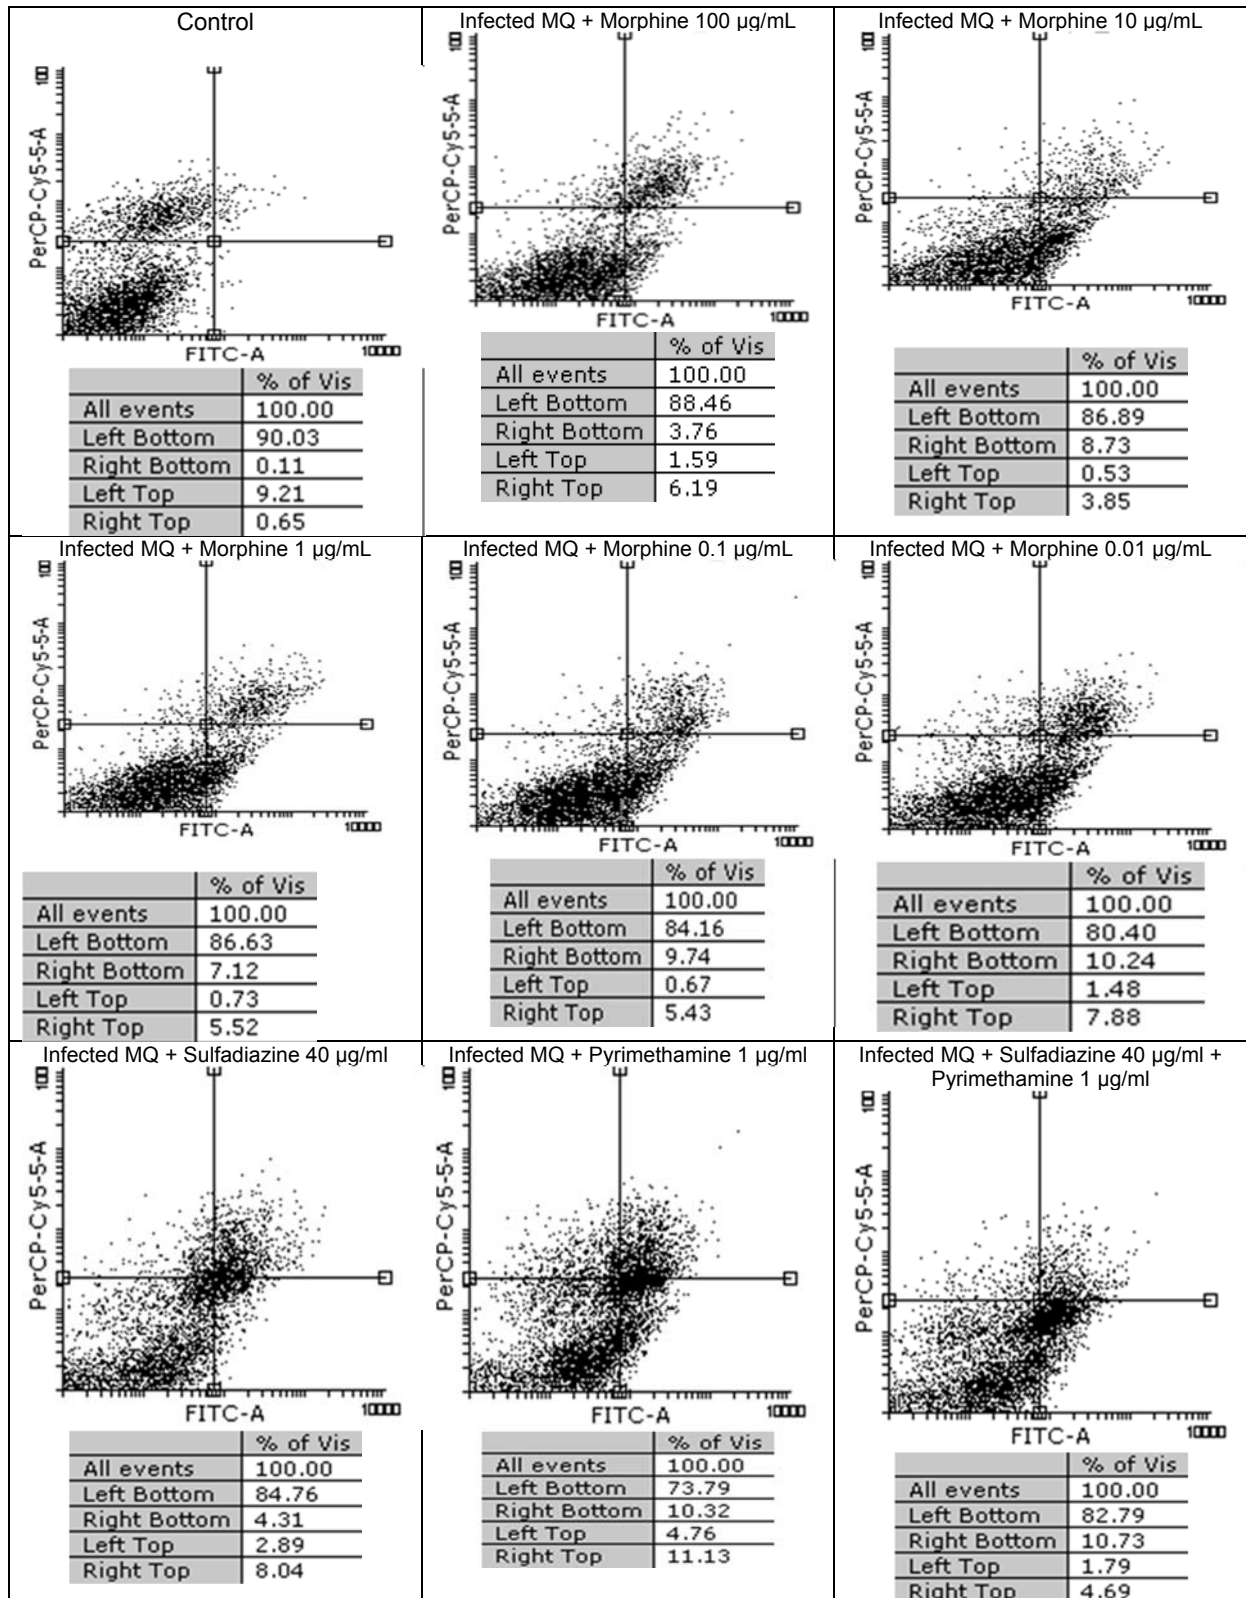 Control
100
PerCP-Cy5-5-A
FITC-A
10000
% of Vis
All events 100.00
Left Bottom 90.03
Right Bottom 0.11
Left Top 9.21
Right Top 0.65
Infected MQ + Morphine 100 µg/mL
100
PerCP-Cy5-5-A
FITC-A
10000
% of Vis
All events 100.00
Left Bottom 88.46
Right Bottom 3.76
Left Top 1.59
Right Top 6.19
Infected MQ + Morphine 10 µg/mL
100
PerCP-Cy5-5-A
FITC-A
10000
% of Vis
All events 100.00
Left Bottom 86.89
Right Bottom 8.73
Left Top 0.53
Right Top 3.85
Infected MQ + Morphine 1 µg/mL
100
PerCP-Cy5-5-A
FITC-A
10000
% of Vis
All events 100.00
Left Bottom 86.63
Right Bottom 7.12
Left Top 0.73
Right Top 5.52
Infected MQ + Morphine 0.1 µg/mL
100
PerCP-Cy5-5-A
FITC-A
10000
% of Vis
All events 100.00
Left Bottom 84.16
Right Bottom 9.74
Left Top 0.67
Right Top 5.43
Infected MQ + Morphine 0.01 µg/mL
100
PerCP-Cy5-5-A
FITC-A
10000
% of Vis
All events 100.00
Left Bottom 80.40
Right Bottom 10.24
Left Top 1.48
Right Top 7.88
Infected MQ + Sulfadiazine 40 µg/ml
100
PerCP-Cy5-5-A
FITC-A
10000
% of Vis
All events 100.00
Left Bottom 84.76
Right Bottom 4.31
Left Top 2.89
Right Top 8.04
Infected MQ + Pyrimethamine 1 µg/ml
100
PerCP-Cy5-5-A
FITC-A
10000
% of Vis
All events 100.00
Left Bottom 73.79
Right Bottom 10.32
Left Top 4.76
Right Top 11.13
Infected MQ + Sulfadiazine 40 µg/ml +
Pyrimethamine 1 µg/ml
100
PerCP-Cy5-5-A
FITC-A
10000
% of Vis
All events 100.00
Left Bottom 82.79
Right Bottom 10.73
Left Top 1.79
Right Top 4.69